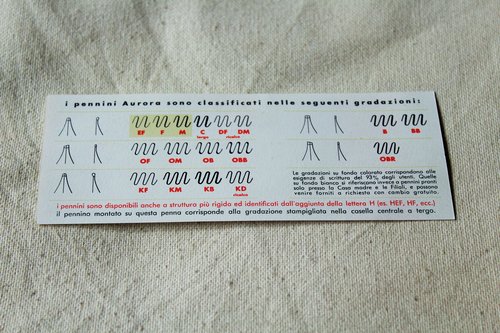 i pennini Aurora sono classificati nelle seguenti gradazioni:
EF F M C DF DM B BB
largo ricalco
OF OM OB OBB OBR
KF KM KB KD
ricalco
Le gradazioni su fondo colorato corrispondono alle
esigenze di scrittura del 93% degli utenti. Quelle
su fondo bianco si riferiscono invece a pennini pronti
solo presso la Casa madre e le Filiali, e possono
venire forniti a richiesta con cambio gratuito.
i pennini sono disponibili anche a struttura più rigida ed identificati dall'aggiunta della lettera H (es. HEF, HF, ecc.)
il pennino montato su questa penna corrisponde alla gradazione stampigliata nella casella centrale a tergo.